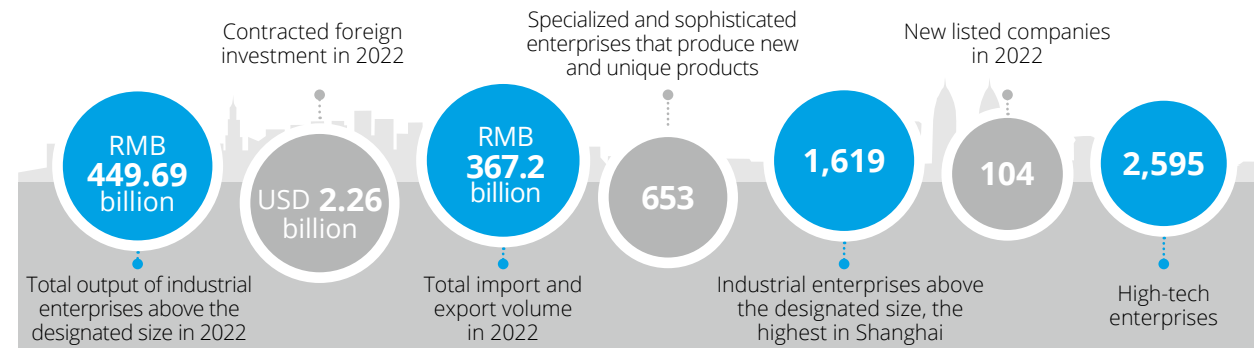 RMB
449.69
billion
Total output of industrial
enterprises above the
designated size in 2022
Contracted foreign
investment in 2022
USD 2.26
billion
RMB
367.2
billion
Total import and
export volume
in 2022
Specialized and sophisticated
enterprises that produce new
and unique products
653
1,619
Industrial enterprises above
the designated size, the
highest in Shanghai
New listed companies
in 2022
104
2,595
High-tech
enterprises